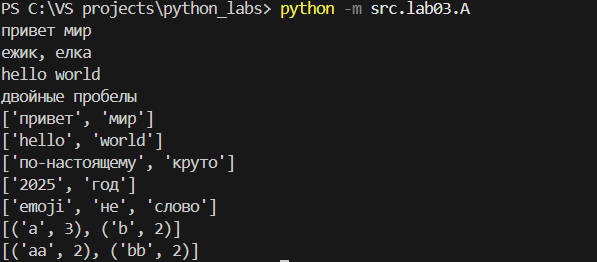 PS C:\VS projects\python_labs> python -m src.lab03.A
привет мир
ежик, елка
hello world
двойные пробелы
['привет', 'мир']
['hello', 'world']
['по-настоящему', 'круто']
['2025', 'год']
['emoji', 'не', 'слово']
[('a', 3), ('b', 2)]
[('aa', 2), ('bb', 2)]